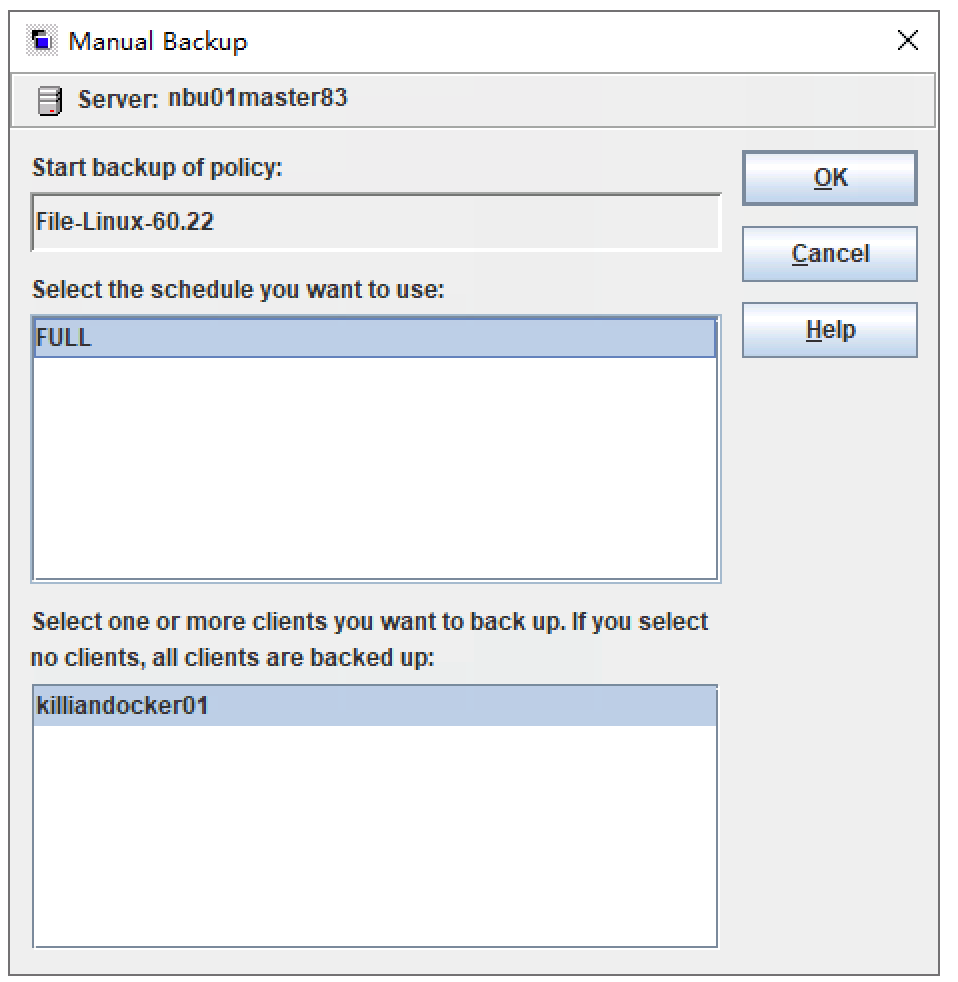 Manual Backup
Server: nbu01master83
Start backup of policy:
OK
File-Linux-60.22
Cancel
Select the schedule you want to use:
FULL
Help
Select one or more clients you want to back up. If you select
no clients, all clients are backed up:
killiandocker01